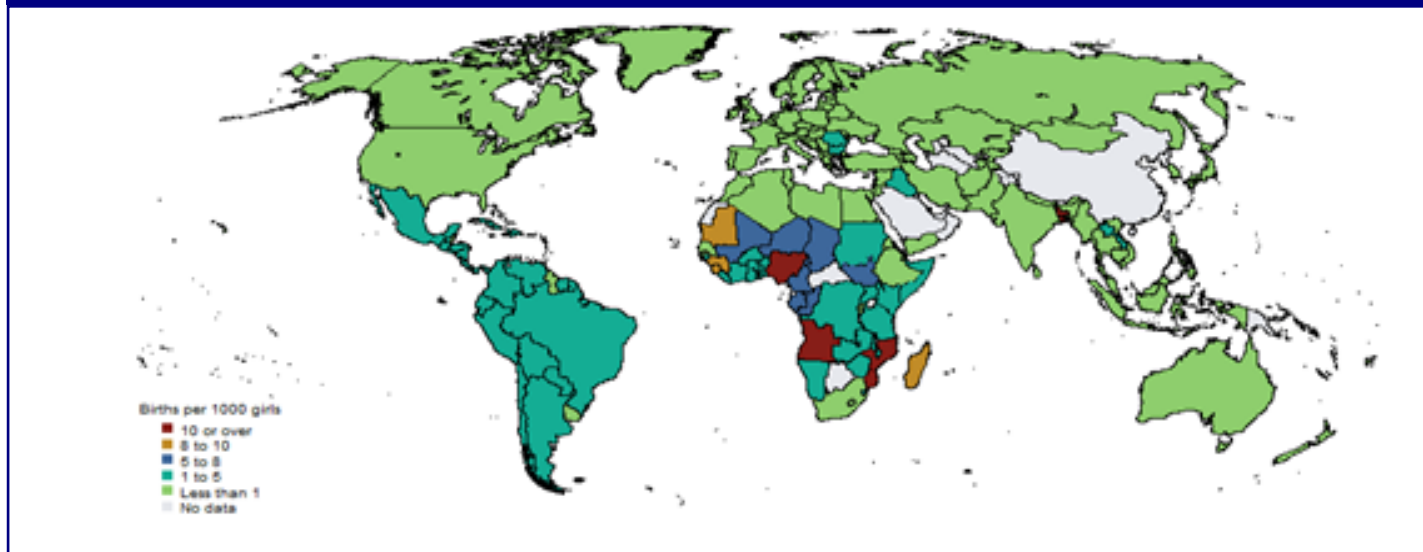 Births per 1000 girls
10 or over
8 to 10
5 to 8
1 to 5
Less than 1
No data